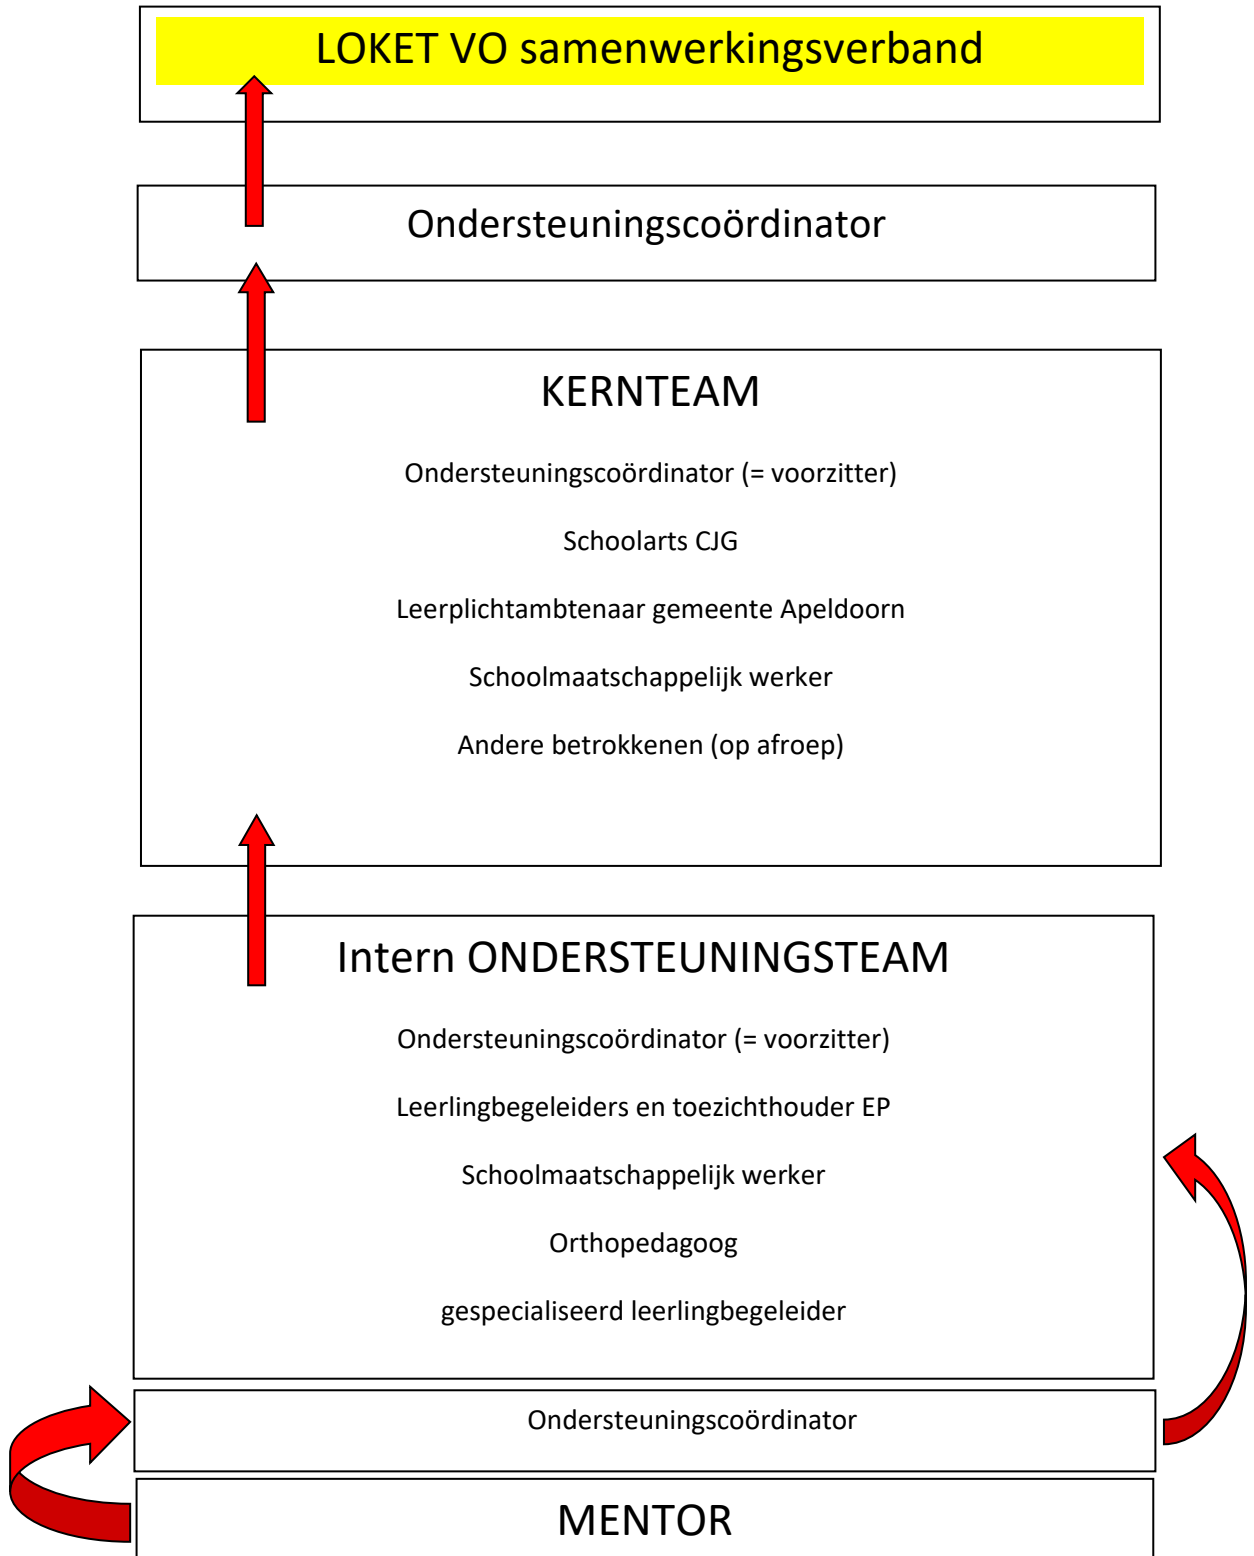 LOKET VO samenwerkingsverband
Ondersteuningscoördinator
KERNTEAM
Ondersteuningscoördinator (= voorzitter)
Schoolarts CJG
Leerplichtambtenaar gemeente Apeldoorn
Schoolmaatschappelijk werker
Andere betrokkenen (op afroep)
Intern ONDERSTEUNINGSTEAM
Ondersteuningscoördinator (= voorzitter)
Leerlingbegeleiders en toezichthouder EP
Schoolmaatschappelijk werker
Orthopedagoog
gespecialiseerd leerlingbegeleider
Ondersteuningscoördinator
MENTOR